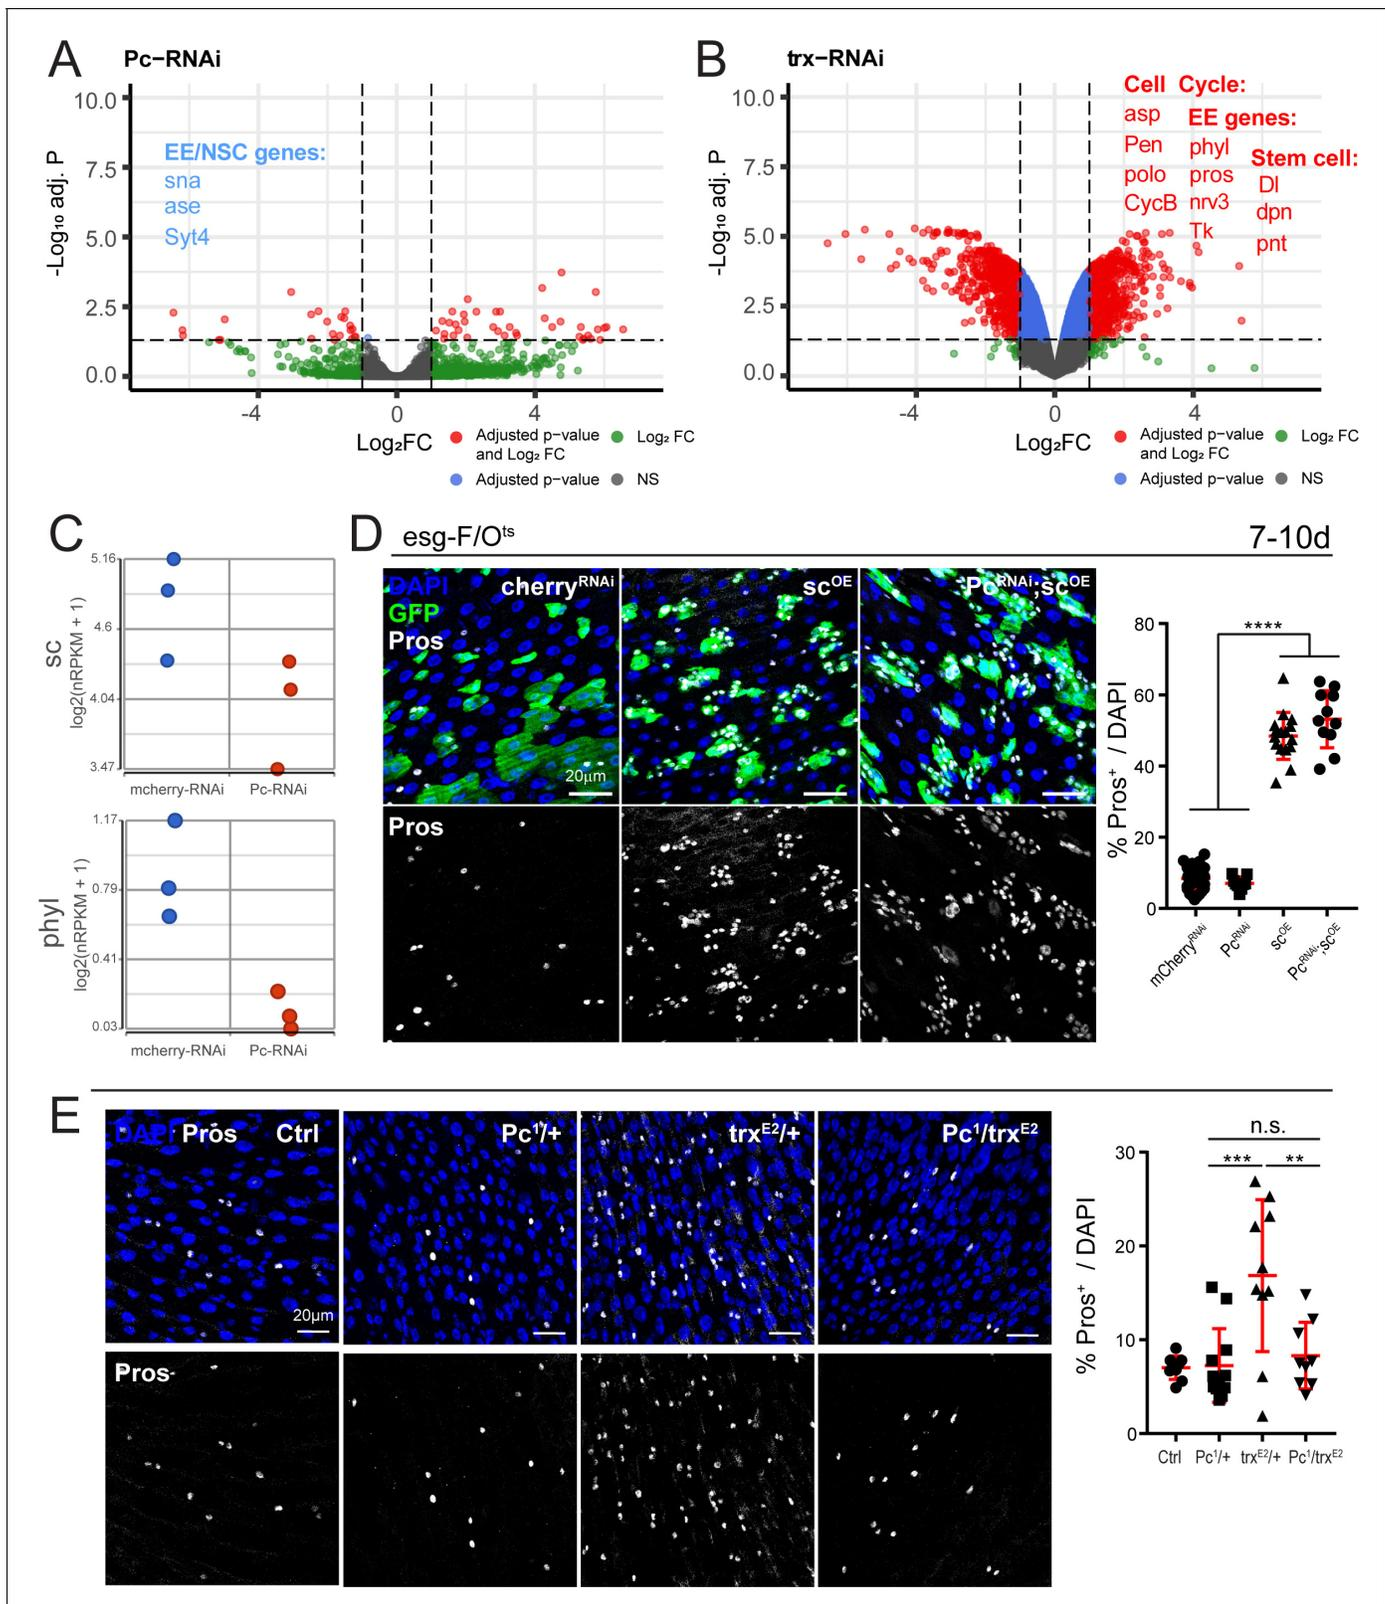 A
Pc−RNAi
10.0
7.5
5.0
2.5
0.0
-Log₁₀ adj. P
EE/NSC genes:
sna
ase
Syt4
-4
0
4
Log₂FC
Adjusted p−value
and Log₂ FC
Log₂ FC
Adjusted p−value
NS
B
trx−RNAi
10.0
7.5
5.0
2.5
0.0
-Log₁₀ adj. P
Cell Cycle:
asp
Pen
polo
CycB
EE genes:
phyl
pros
nrv3
Tk
Stem cell:
Dl
dpn
pnt
-4
0
4
Log₂FC
Adjusted p−value
and Log₂ FC
Log₂ FC
Adjusted p−value
NS
C
sc
log2(nRPKM + 1)
5.16
4.6
4.04
3.47
mcherry-RNAi
Pc-RNAi
phyl
log2(nRPKM + 1)
1.17
0.79
0.41
0.03
mcherry-RNAi
Pc-RNAi
D
esg-F/Oᵗˢ
7-10d
DAPI
GFP
Pros
cherryᴿᴺᴬⁱ
scᴼᴱ
Pcᴿᴺᴬⁱ;scᴼᴱ
20µm
Pros
% Pros⁺ / DAPI
80
60
40
20
0
****
mCherryᴿᴺᴬⁱ
Pcᴿᴺᴬⁱ
scᴼᴱ
Pcᴿᴺᴬⁱ;scᴼᴱ
E
DAPI Pros Ctrl
Pc¹/+
trxᴱ²/+
Pc¹/trxᴱ²
20µm
Pros
% Pros⁺ / DAPI
30
20
10
0
n.s.
***
**
Ctrl
Pc¹/+
trxᴱ²/+
Pc¹/trxᴱ²